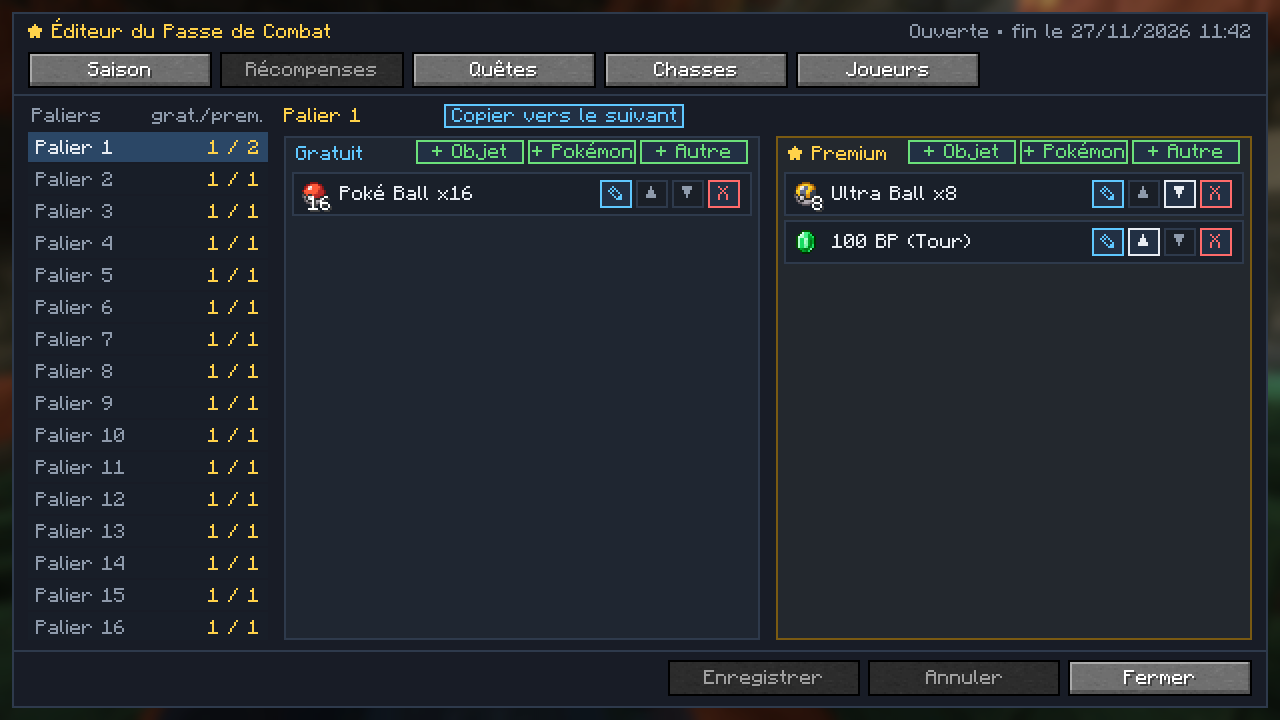 Éditeur du Passe de Combat
Ouverte • fin le 27/11/2026 11:42
Saison
Récompenses
Quêtes
Chasses
Joueurs
Paliers grat./prem.
Palier 1 1 / 2
Palier 2 1 / 1
Palier 3 1 / 1
Palier 4 1 / 1
Palier 5 1 / 1
Palier 6 1 / 1
Palier 7 1 / 1
Palier 8 1 / 1
Palier 9 1 / 1
Palier 10 1 / 1
Palier 11 1 / 1
Palier 12 1 / 1
Palier 13 1 / 1
Palier 14 1 / 1
Palier 15 1 / 1
Palier 16 1 / 1
Palier 1
Copier vers le suivant
Gratuit + Objet + Pokémon + Autre
16 Poké Ball x16 X
Premium + Objet + Pokémon + Autre
8 Ultra Ball x8 X
100 BP (Tour) X
Enregistrer
Annuler
Fermer